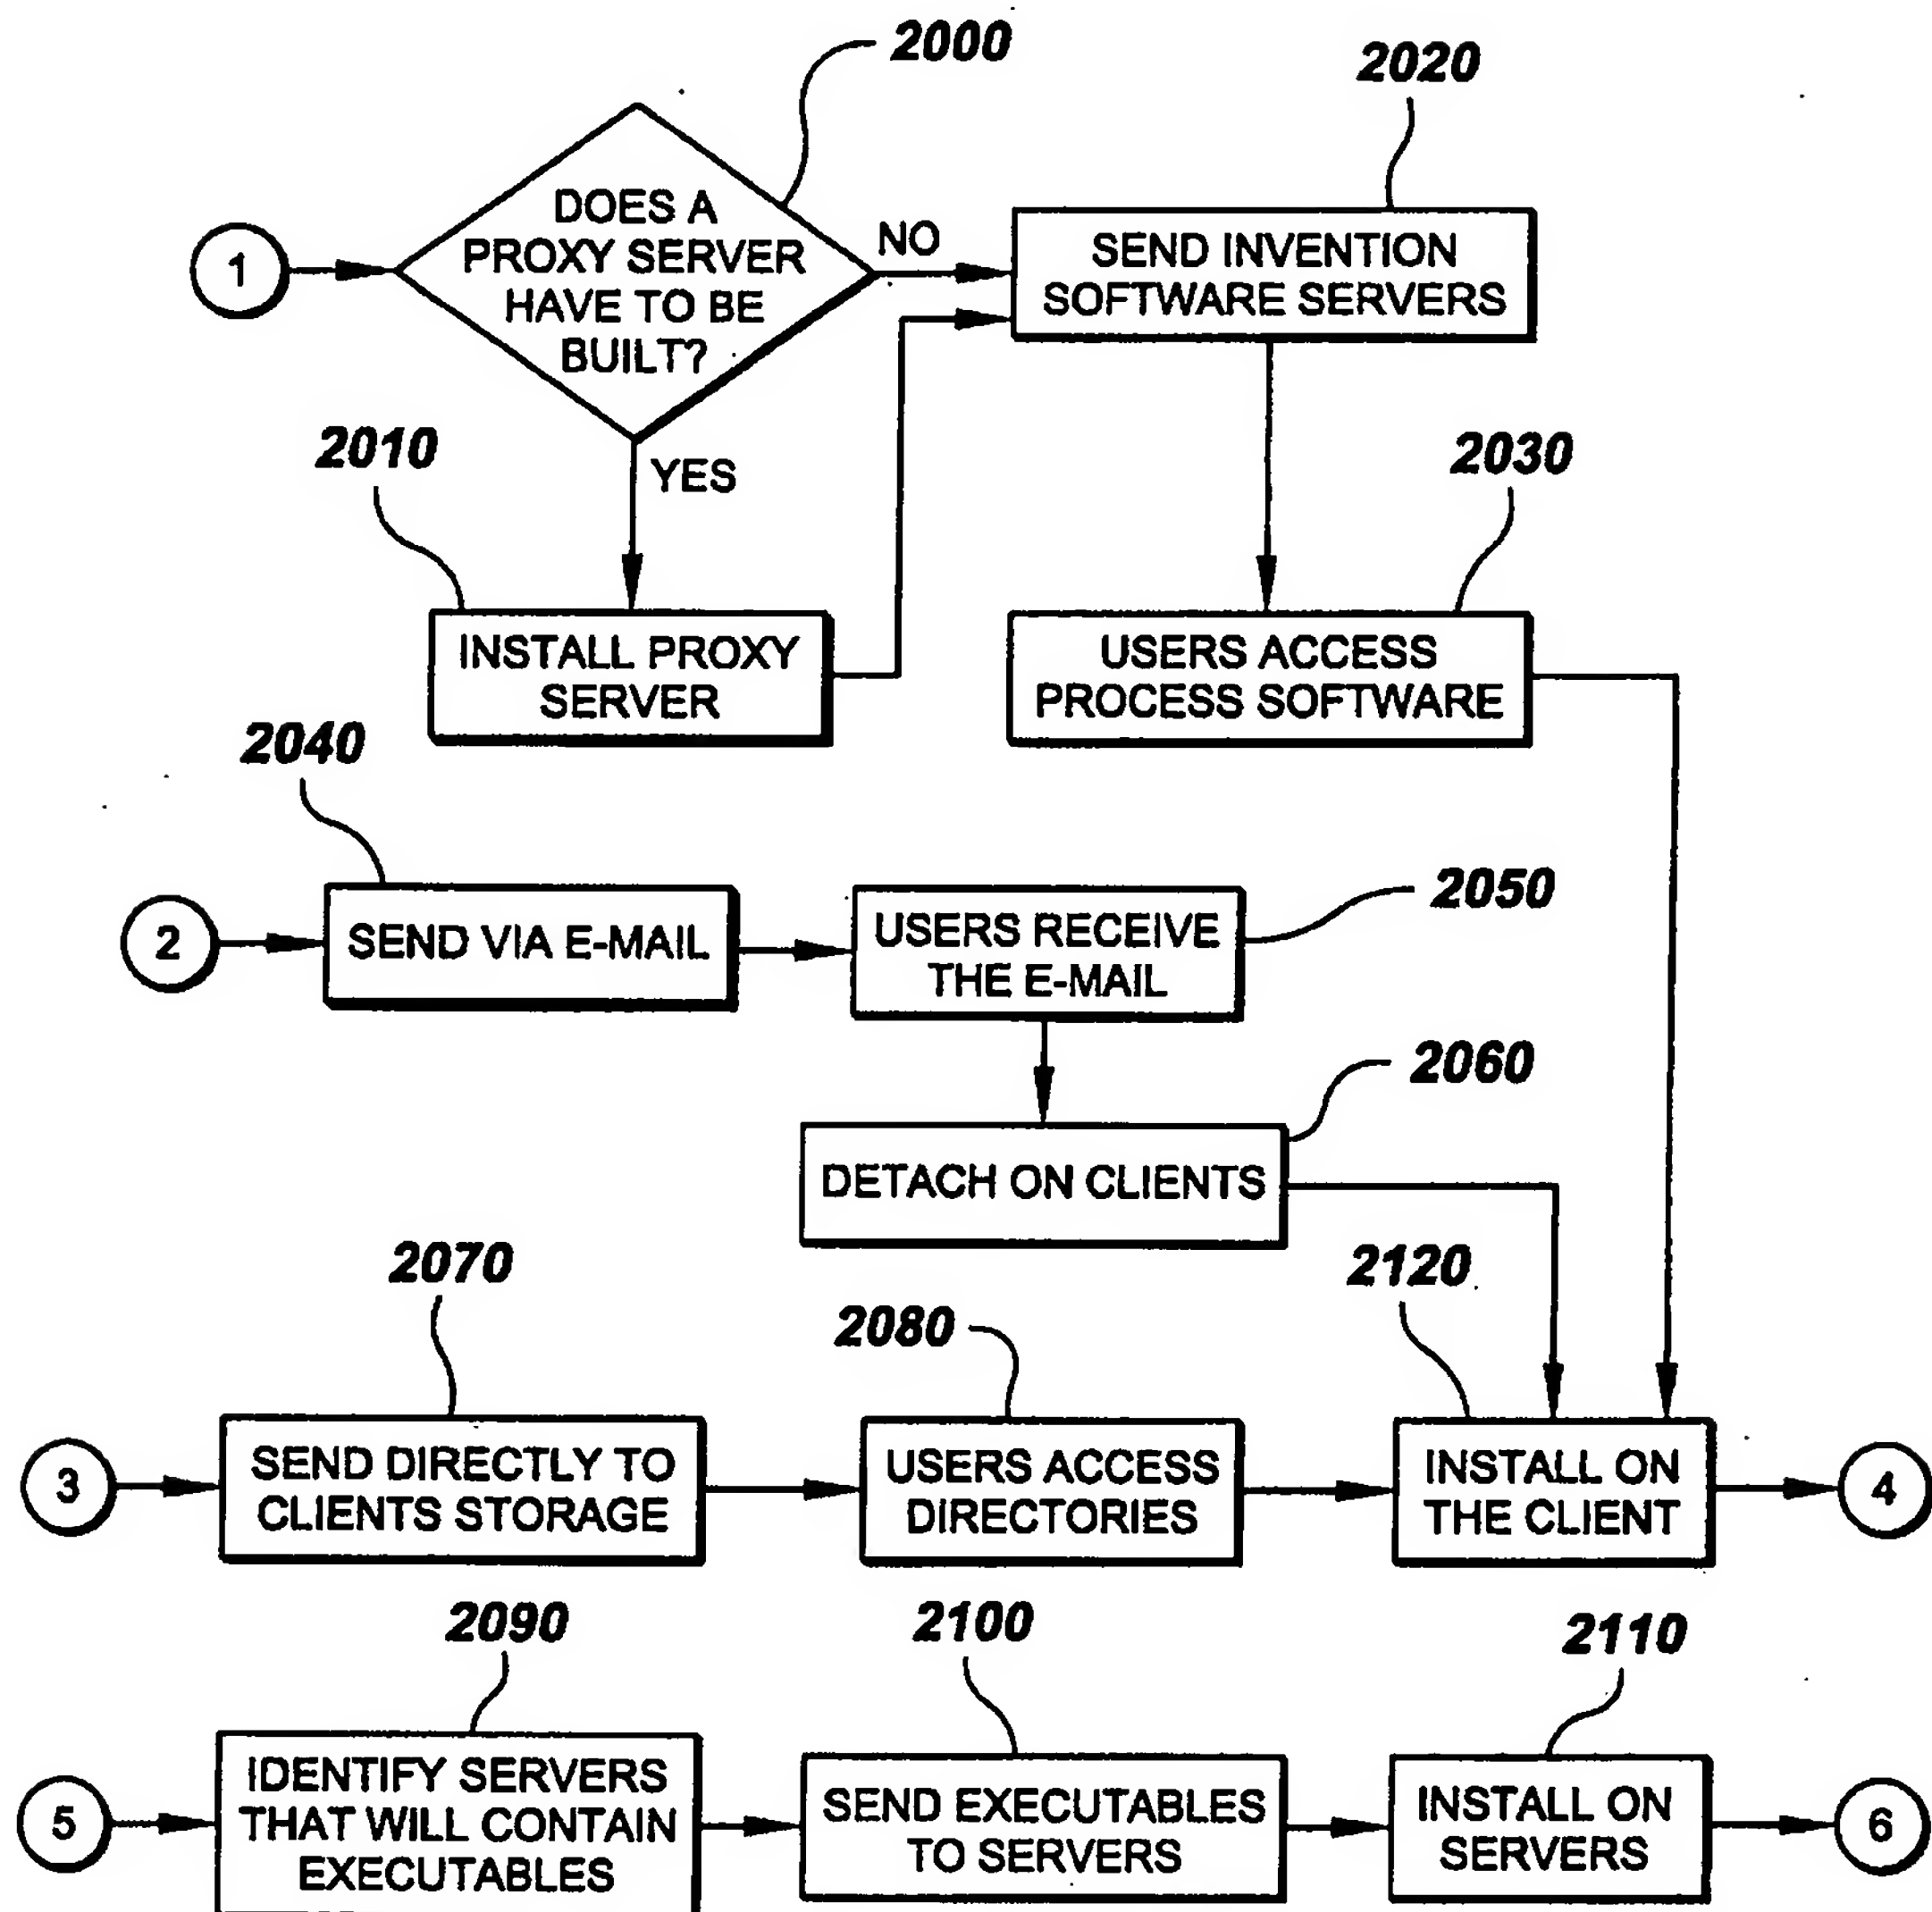 2000
2020
1
DOES A
PROXY SERVER
HAVE TO BE
BUILT?
NO
SEND INVENTION
SOFTWARE SERVERS
YES
2010
2030
INSTALL PROXY
SERVER
USERS ACCESS
PROCESS SOFTWARE
2040
2
SEND VIA E-MAIL
USERS RECEIVE
THE E-MAIL
2050
2060
DETACH ON CLIENTS
2070
2080
2120
3
SEND DIRECTLY TO
CLIENTS STORAGE
USERS ACCESS
DIRECTORIES
INSTALL ON
THE CLIENT
4
2090
2100
2110
5
IDENTIFY SERVERS
THAT WILL CONTAIN
EXECUTABLES
SEND EXECUTABLES
TO SERVERS
INSTALL ON
SERVERS
6